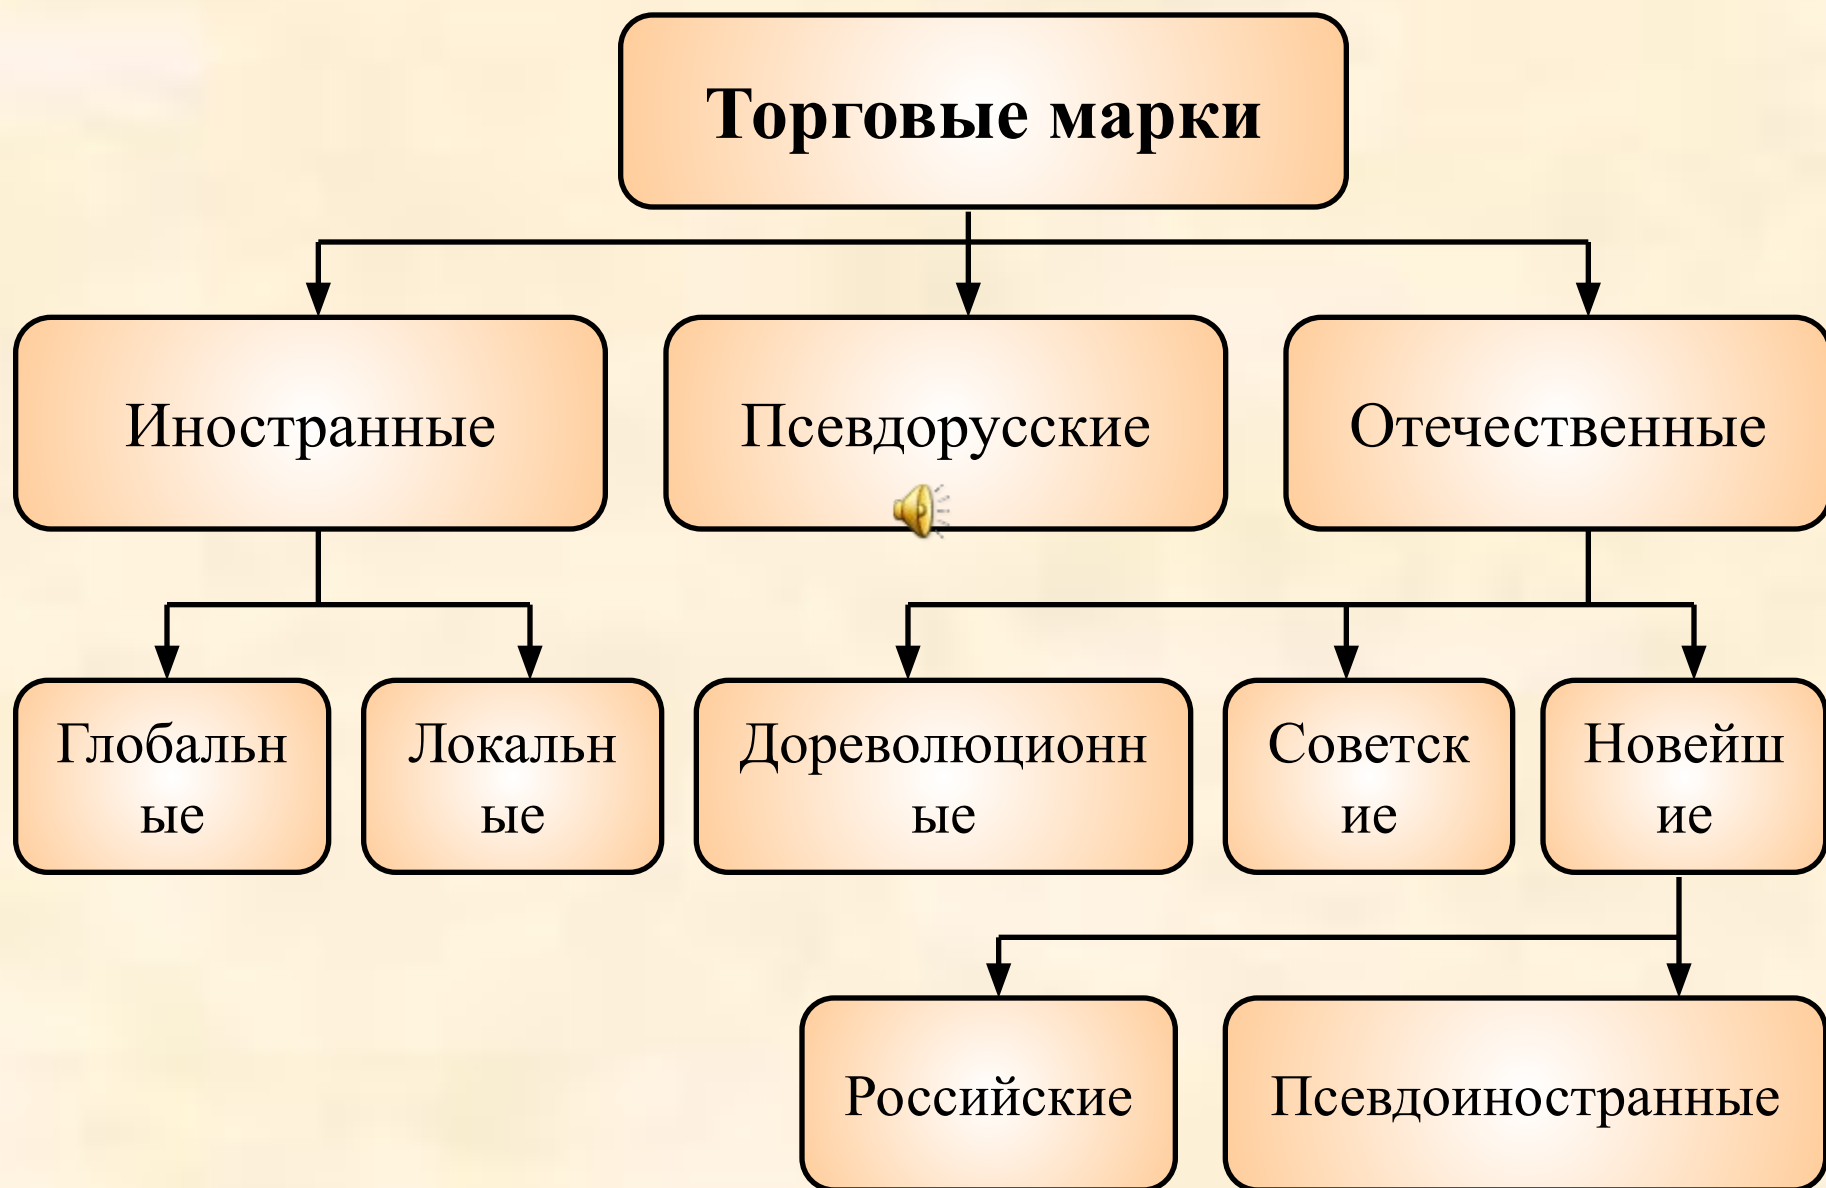 Торговые марки
Иностранные
Псевдорусские
Отечественные
Глобальн
ые
Локальн
ые
Дореволюционн
ые
Советск
ие
Новейш
ие
Российские
Псевдоиностранные